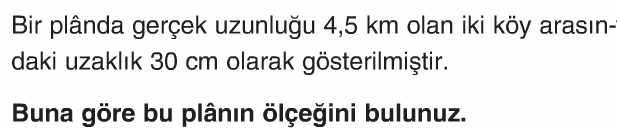 Bir plânda gerçek uzunluğu 4,5 km olan iki köy arasın-
daki uzaklık 30 cm olarak gösterilmiştir.
Buna göre bu plânın ölçeğini bulunuz.